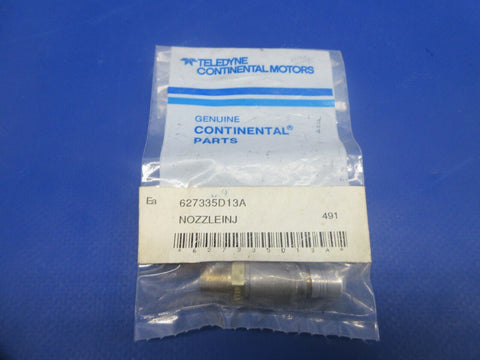 TELEDYNE
CONTINENTAL MOTORS
GENUINE
CONTINENTAL®
PARTS
Ea 627335D13A
NOZZLEINJ 491